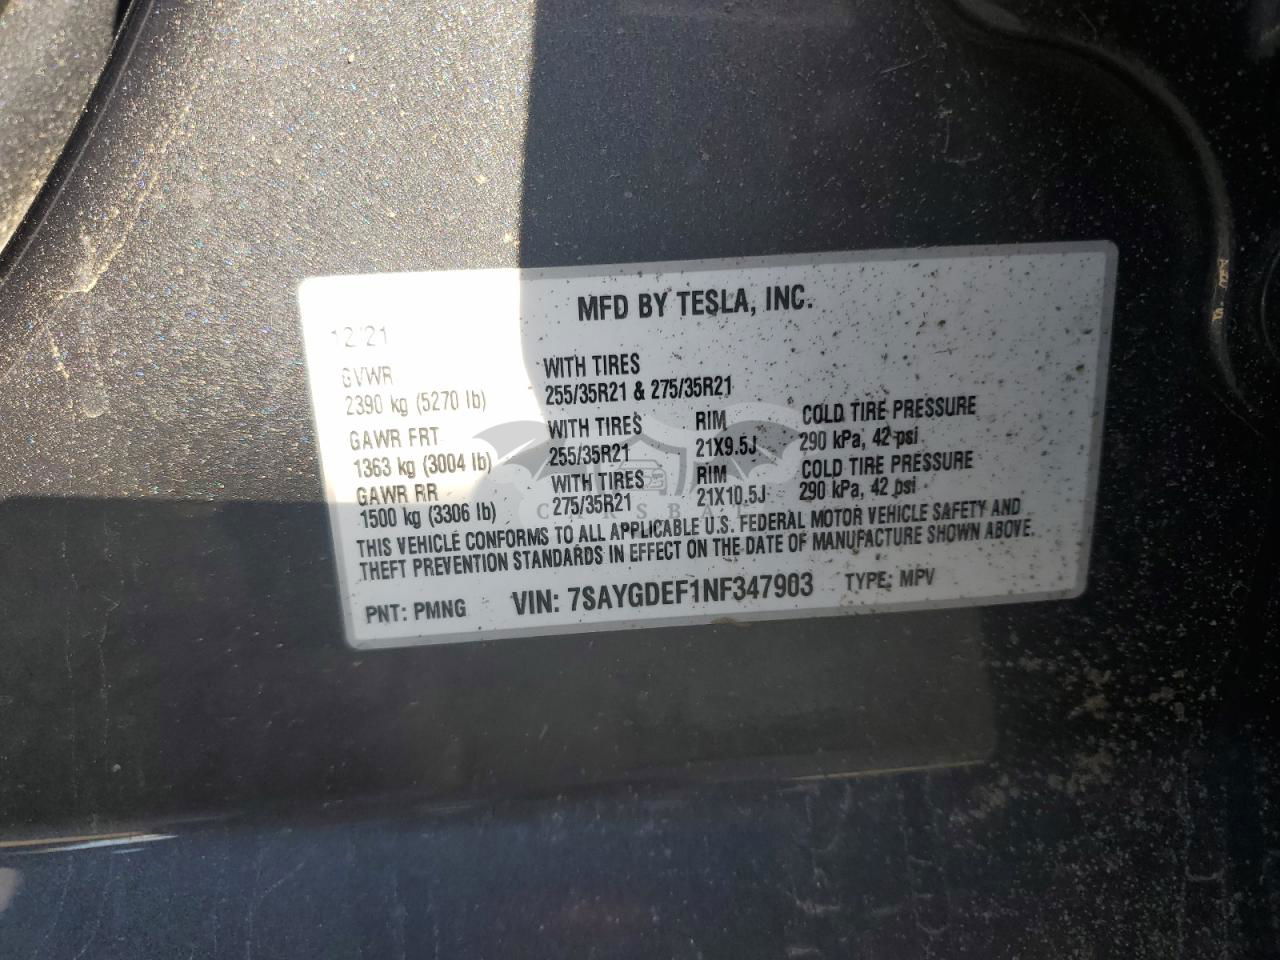 MFD BY TESLA, INC.
12/21
GVWR
2390 kg (5270 lb)
WITH TIRES
255/35R21 & 275/35R21
GAWR FRT
1363 kg (3004 lb)
WITH TIRES
255/35R21
RIM
21X9.5J
COLD TIRE PRESSURE
290 kPa, 42 psi
GAWR RR
1500 kg (3306 lb)
WITH TIRES
275/35R21
RIM
21X10.5J
COLD TIRE PRESSURE
290 kPa, 42 psi
THIS VEHICLE CONFORMS TO ALL APPLICABLE U.S. FEDERAL MOTOR VEHICLE SAFETY AND
THEFT PREVENTION STANDARDS IN EFFECT ON THE DATE OF MANUFACTURE SHOWN ABOVE.
PNT: PMNG VIN: 7SAYGDEF1NF347903 TYPE: MPV